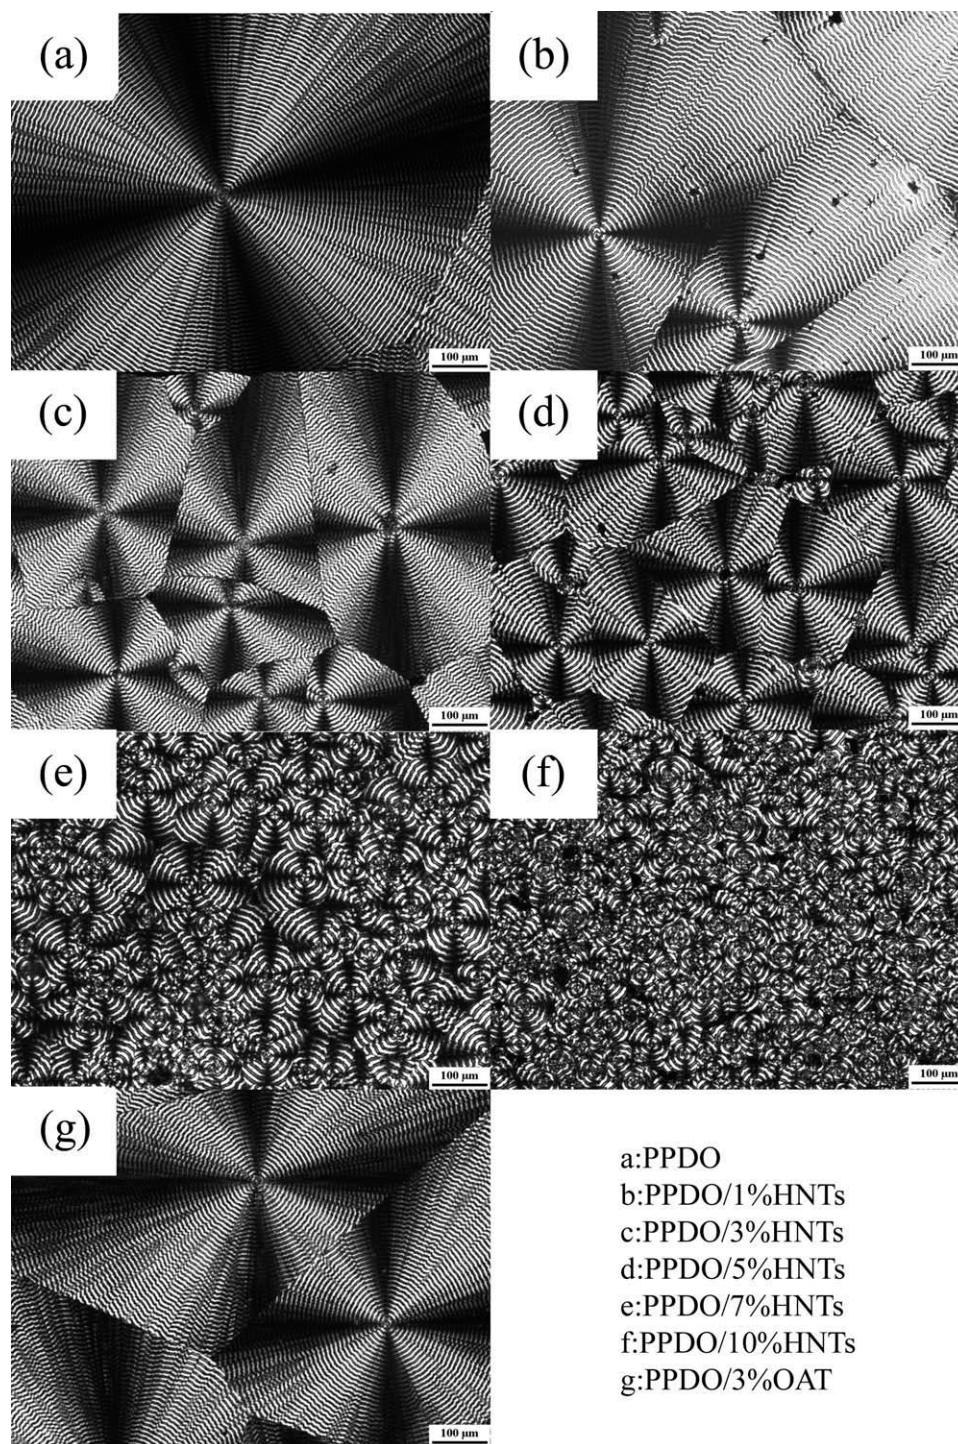 (a)
(b)
100 μm
100 μm
(c)
(d)
100 μm
100 μm
(e)
(f)
100 μm
100 μm
(g)
100 μm
a:PPDO
b:PPDO/1%HNTs
c:PPDO/3%HNTs
d:PPDO/5%HNTs
e:PPDO/7%HNTs
f:PPDO/10%HNTs
g:PPDO/3%OAT